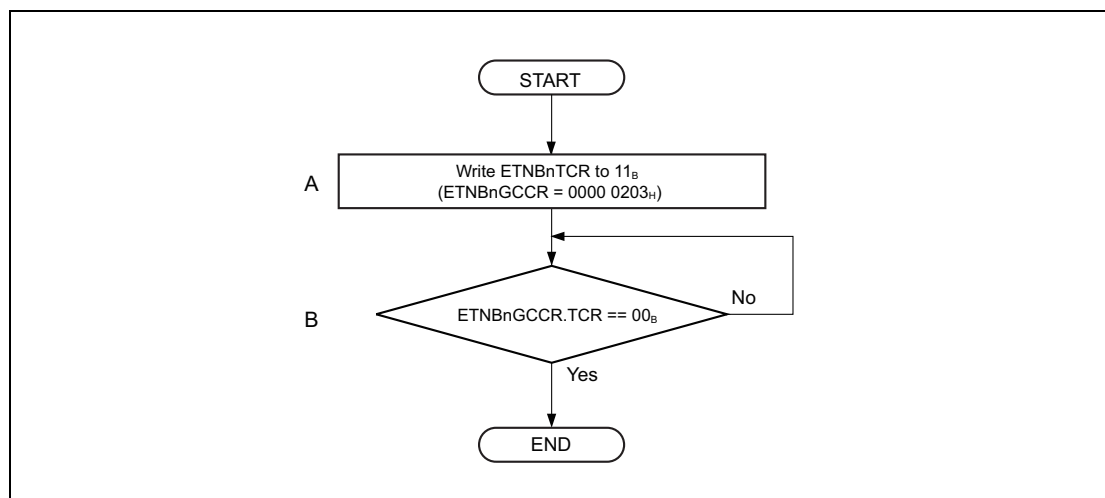 START
A
Write ETNBnTCR to 11B
(ETNBnGCCR = 0000 0203H)
B
ETNBnGCCR.TCR == 00B
No
Yes
END